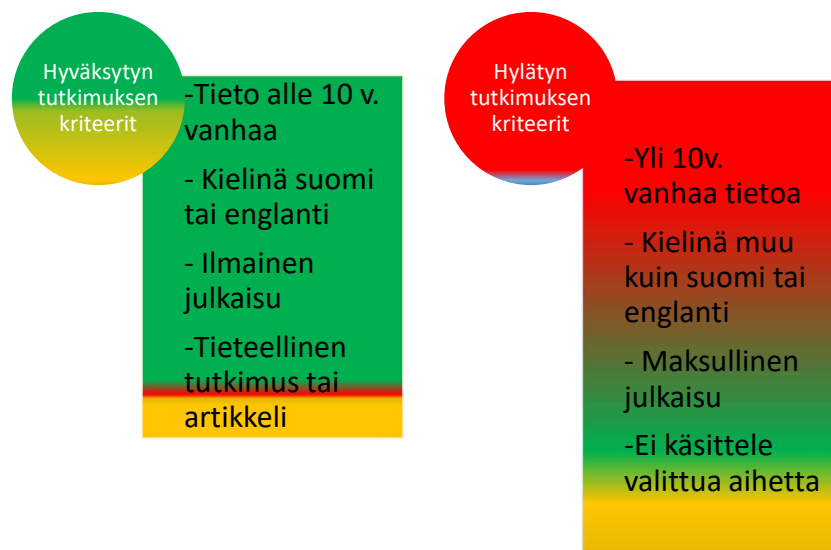 Hyväksytyn
tutkimuksen
kriteerit
-Tieto alle 10 v.
vanhaa
- Kielinä suomi
tai englanti
- Ilmainen
julkaisu
-Tieteellinen
tutkimus tai
artikkeli
Hylätyn
tutkimuksen
kriteerit
-Yli 10v.
vanhaa tietoa
- Kielinä muu
kuin suomi tai
englanti
- Maksullinen
julkaisu
-Ei käsittele
valittua aihetta